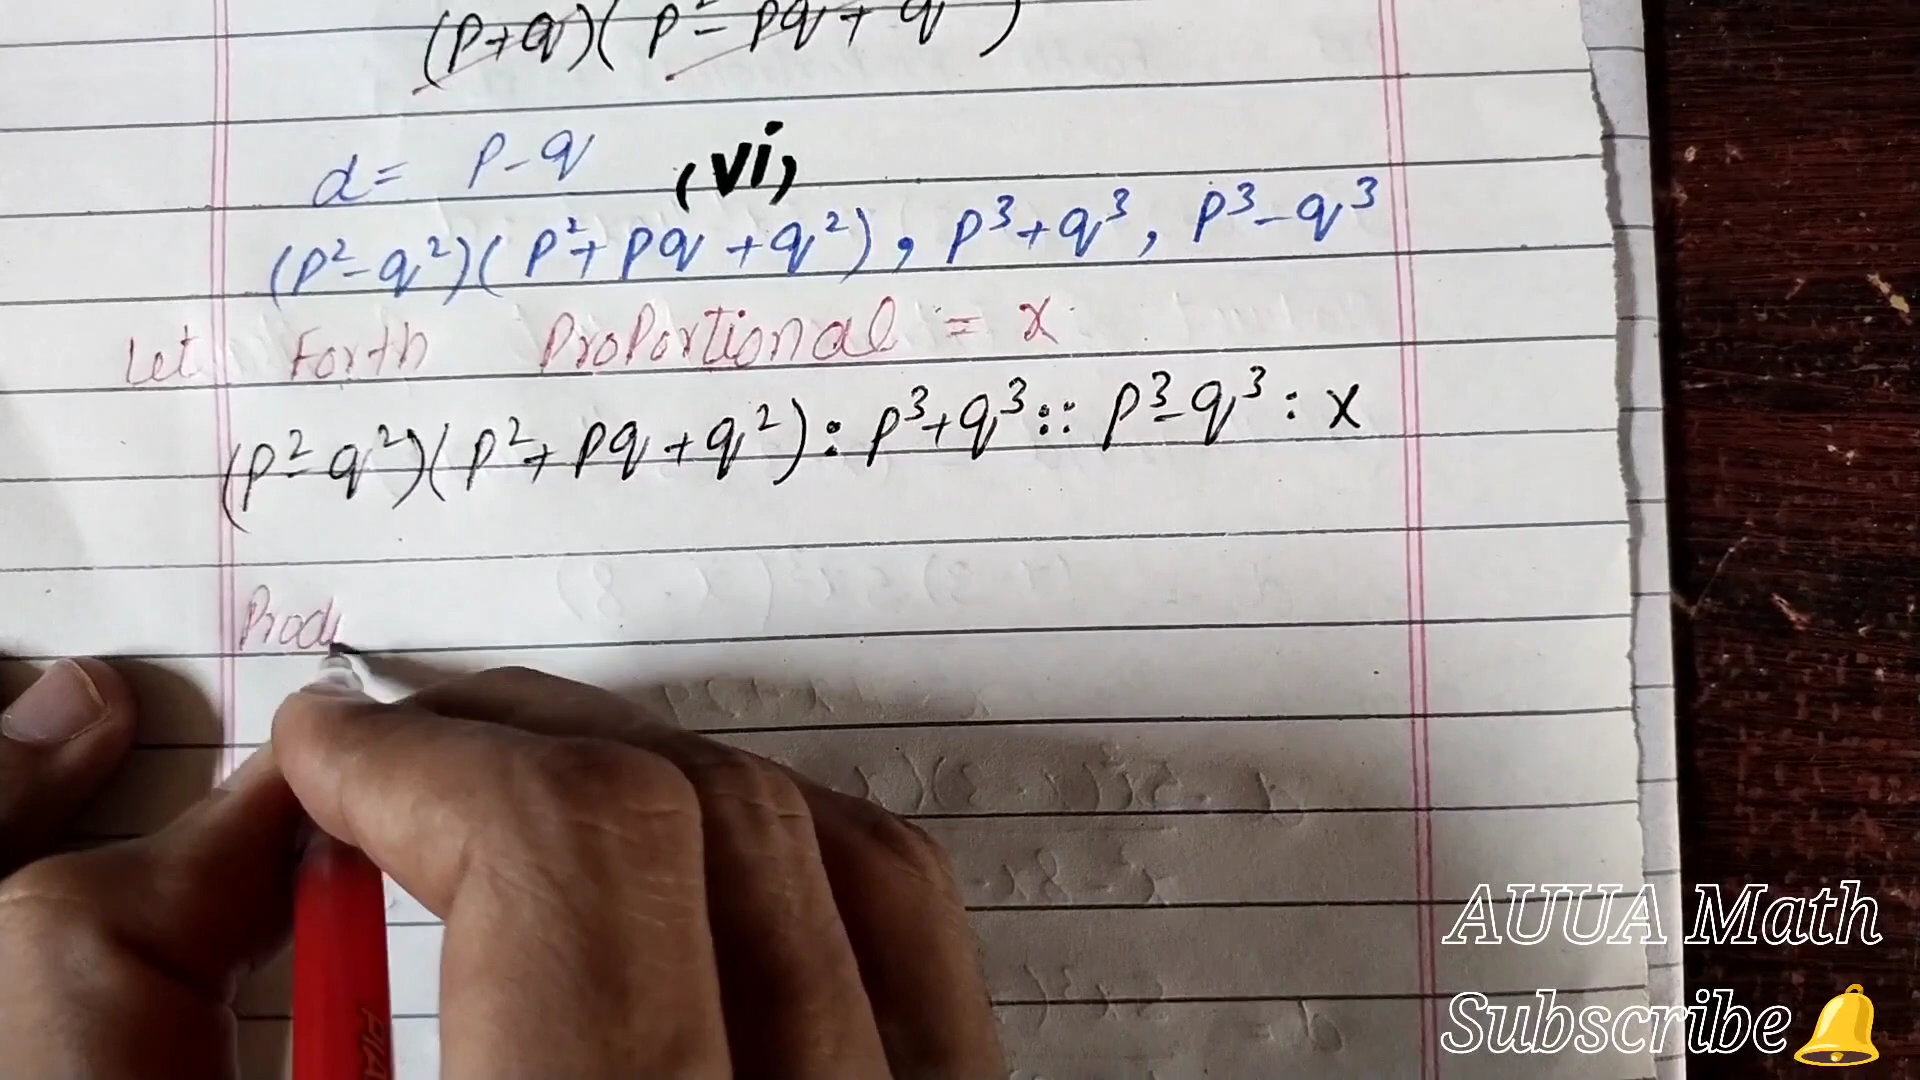 (p+q)(p²-pq+q²)
d= p-q (vi)
(p²-q²)(p²+pq+q²), p³+q³, p³-q³
Let Forth Proportional = x
(p²-q²)(p²+pq+q²) : p³+q³ :: p³-q³ : x
Produ
AUUA Math
Subscribe